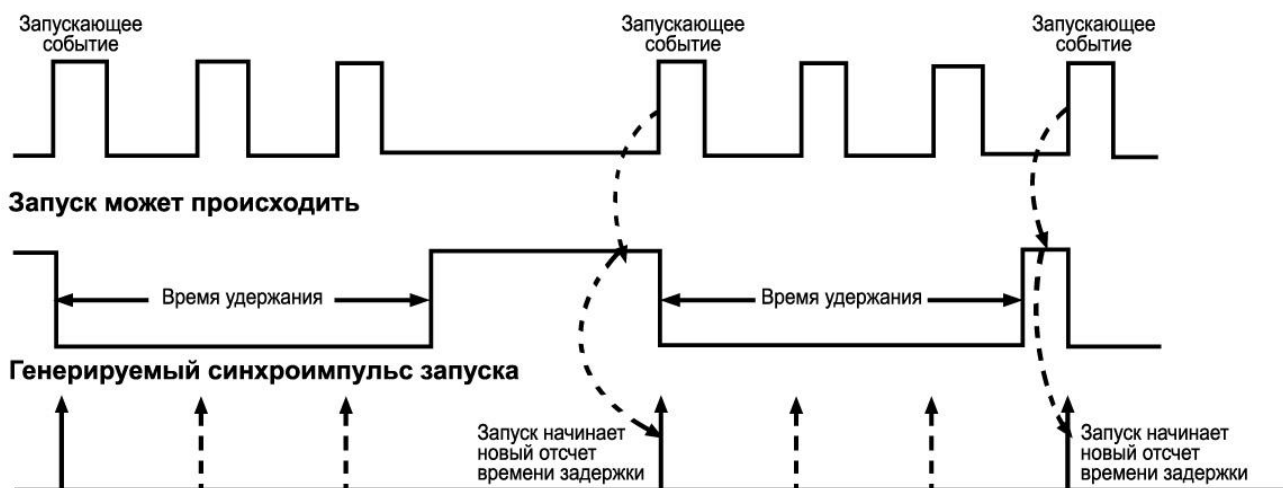 Запускающее
событие
Запускающее
событие
Запускающее
событие
Запуск может происходить
Время удержания
Время удержания
Генерируемый синхроимпульс запуска
Запуск начинает
новый отсчет
времени задержки
Запуск начинает
новый отсчет
времени задержки